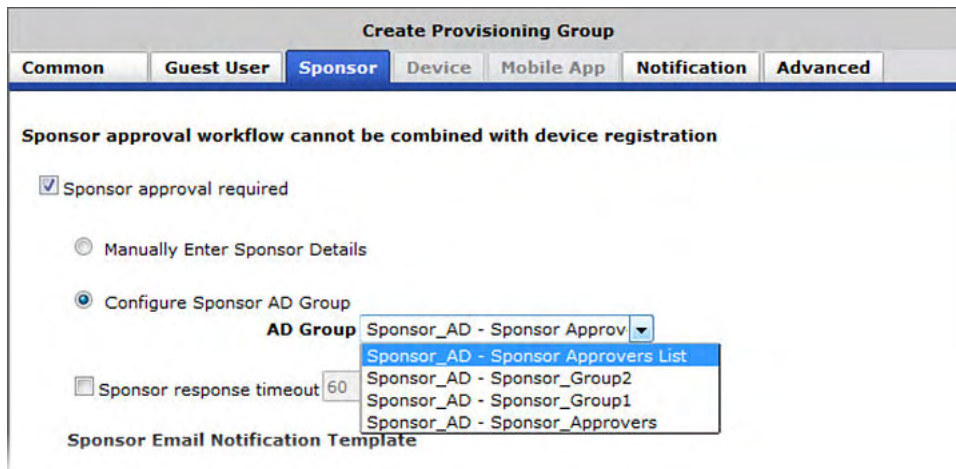 Create Provisioning Group
Common Guest User Sponsor Device Mobile App Notification Advanced
Sponsor approval workflow cannot be combined with device registration
Sponsor approval required
Manually Enter Sponsor Details
Configure Sponsor AD Group
AD Group Sponsor_AD - Sponsor Approv
Sponsor_AD - Sponsor Approvers List
Sponsor_AD - Sponsor_Group2
Sponsor response timeout 60
Sponsor_AD - Sponsor_Group1
Sponsor_AD - Sponsor_Approvers
Sponsor Email Notification Template